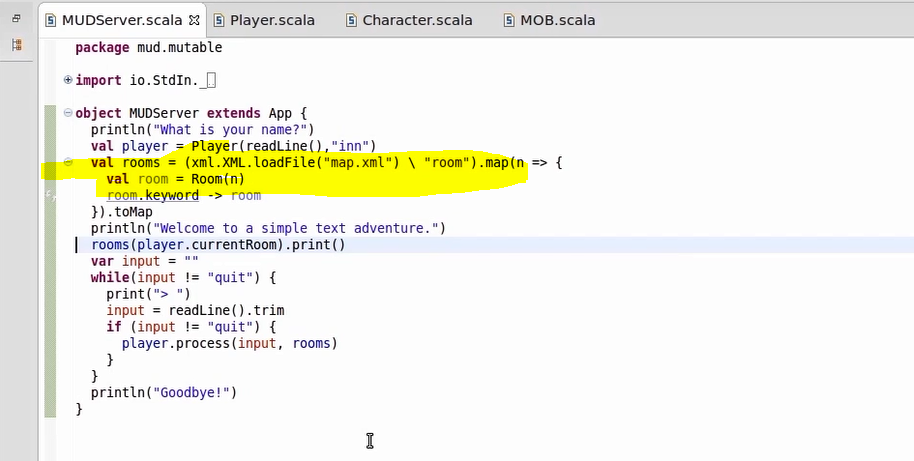 MUDServer.scala Player.scala Character.scala MOB.scala
package mud.mutable
import io.StdIn._
object MUDServer extends App {
println("What is your name?")
val player = Player(readLine(),"inn")
val rooms = (xml.XML.loadFile("map.xml") \ "room").map(n => {
val room = Room(n)
room.keyword -> room
}).toMap
println("Welcome to a simple text adventure.")
rooms(player.currentRoom).print()
var input = ""
while(input != "quit") {
print("> ")
input = readLine().trim
if (input != "quit") {
player.process(input, rooms)
}
}
println("Goodbye!")
}